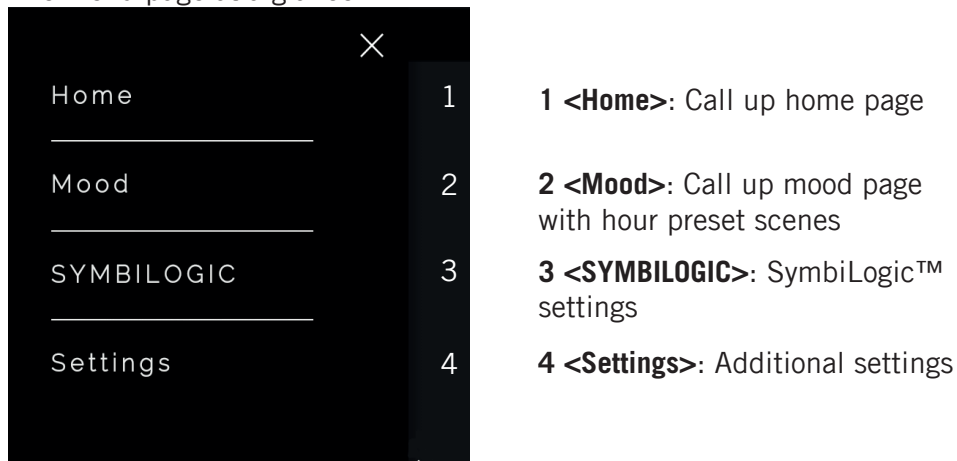 Home
1
Mood
2
SYMBILOGIC
3
Settings
4
1 <Home>: Call up home page
2 <Mood>: Call up mood page
with hour preset scenes
3 <SYMBILOGIC>: SymbiLogic™
settings
4 <Settings>: Additional settings